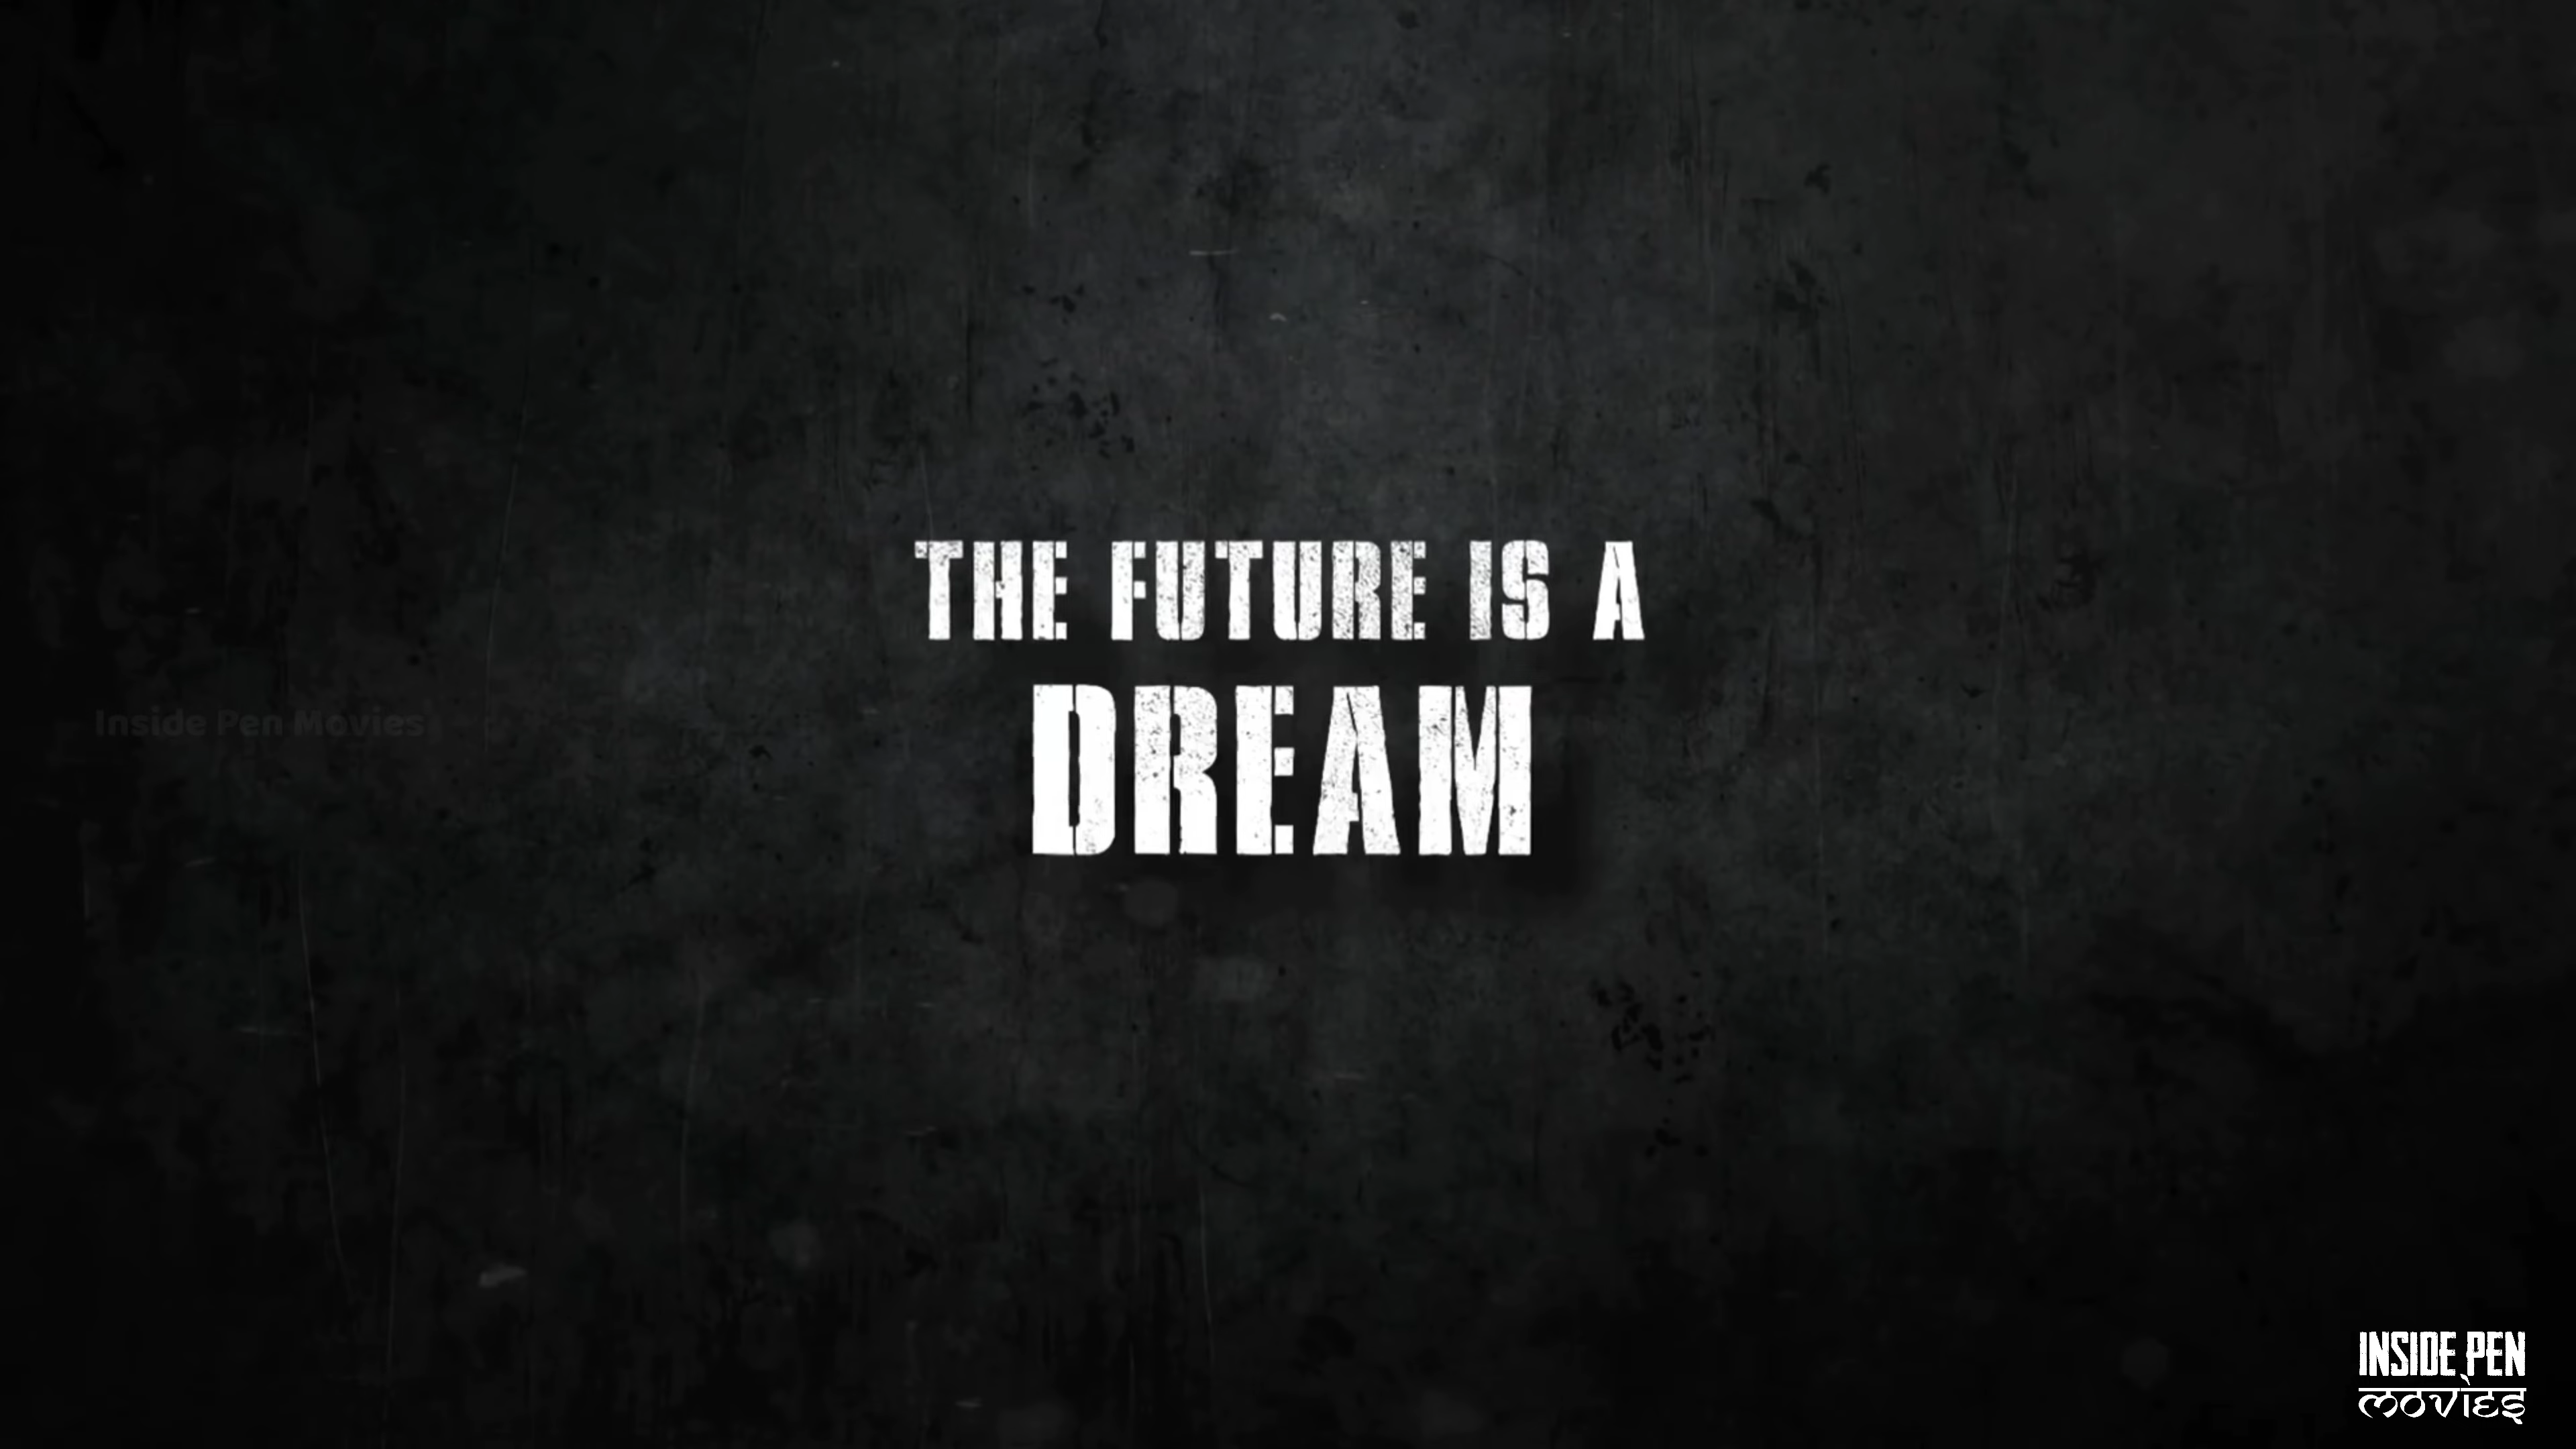 THE FUTURE IS A
DREAM
Inside Pen Movies
INSIDE PEN
movies